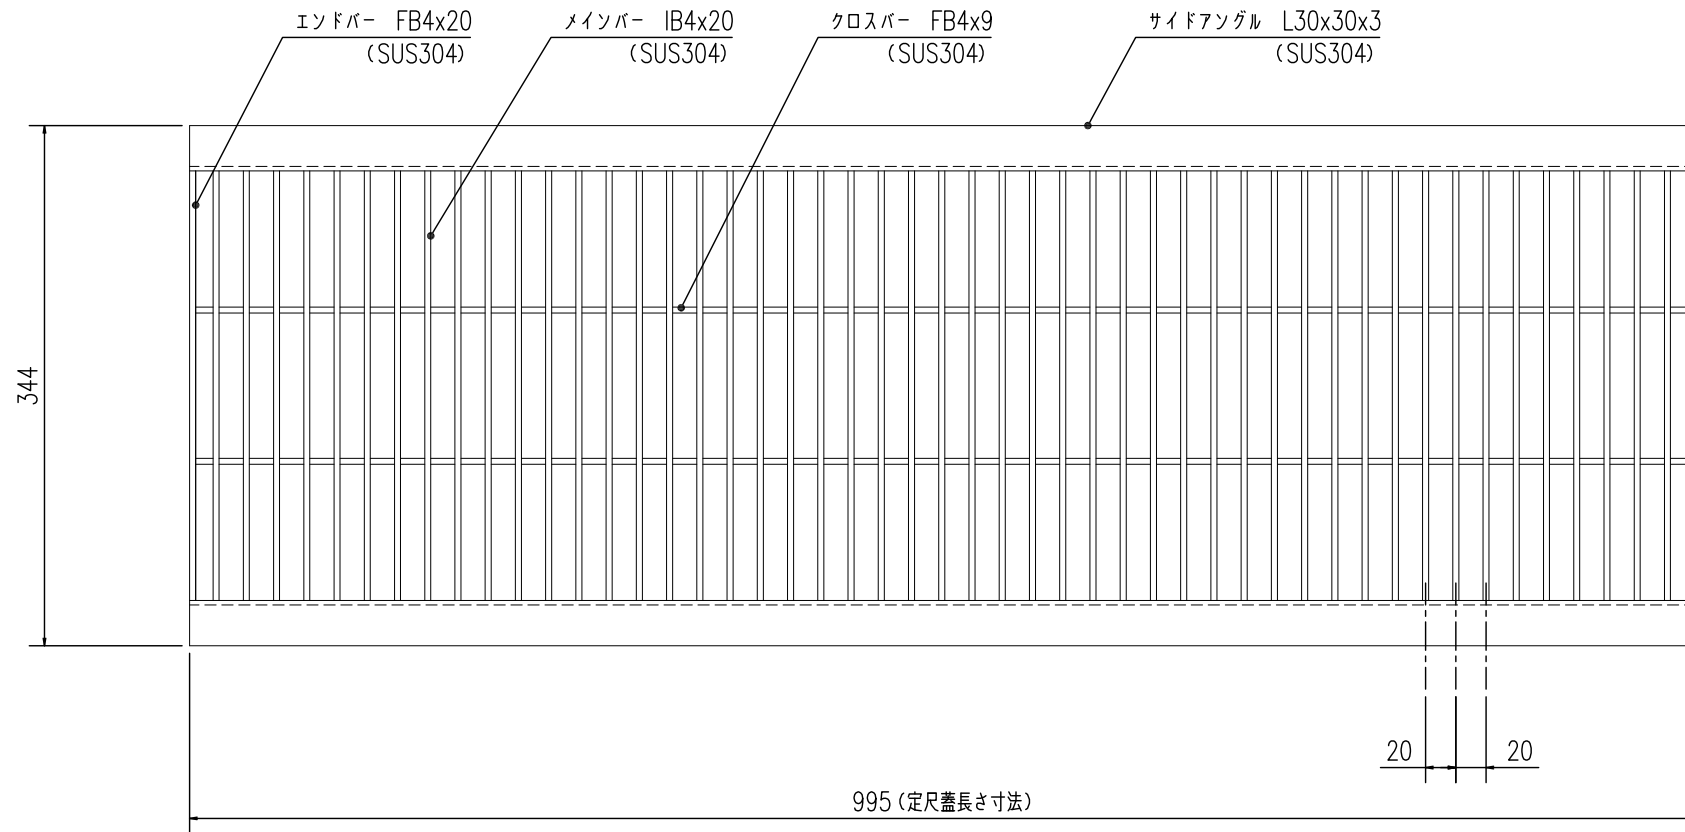 エンドバー FB4x20
(SUS304)
メインバー IB4x20
(SUS304)
クロスバー FB4x9
(SUS304)
サイドアングル L30x30x3
(SUS304)
344
20
20
995(定尺蓋長さ寸法)